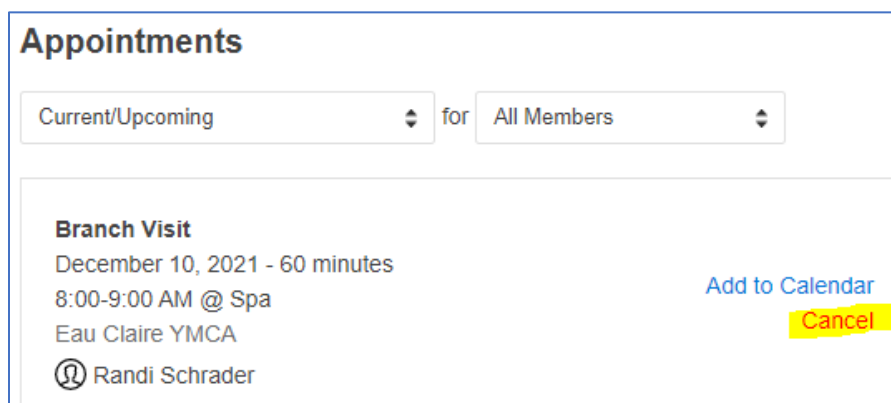 Appointments
Current/Upcoming for All Members
Branch Visit
December 10, 2021 - 60 minutes
8:00-9:00 AM @ Spa
Eau Claire YMCA
Randi Schrader
Add to Calendar
Cancel